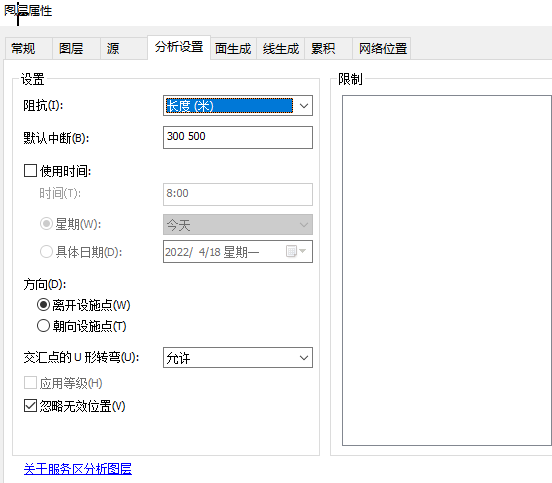 图层属性
常规 图层 源 分析设置 面生成 线生成 累积 网络位置
设置 限制
阻抗(I): 长度 (米)
默认中断(B): 300 500
使用时间:
时间(T): 8:00
星期(W): 今天
具体日期(D): 2022/ 4/18 星期一
方向(D):
离开设施点(W)
朝向设施点(T)
交汇点的 U 形转弯(U): 允许
应用等级(H)
忽略无效位置(V)
关于服务区分析图层